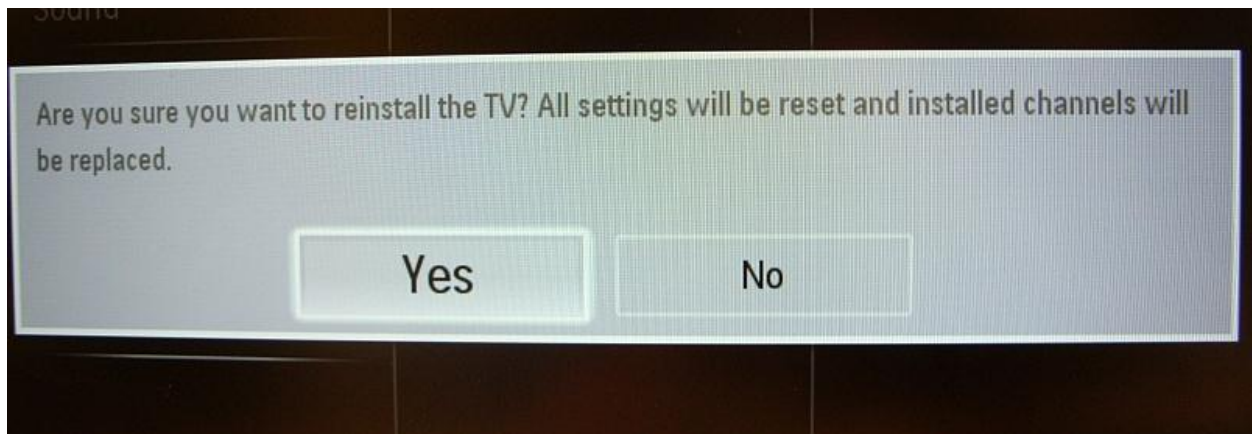 Sound
Are you sure you want to reinstall the TV? All settings will be reset and installed channels will
be replaced.
Yes
No